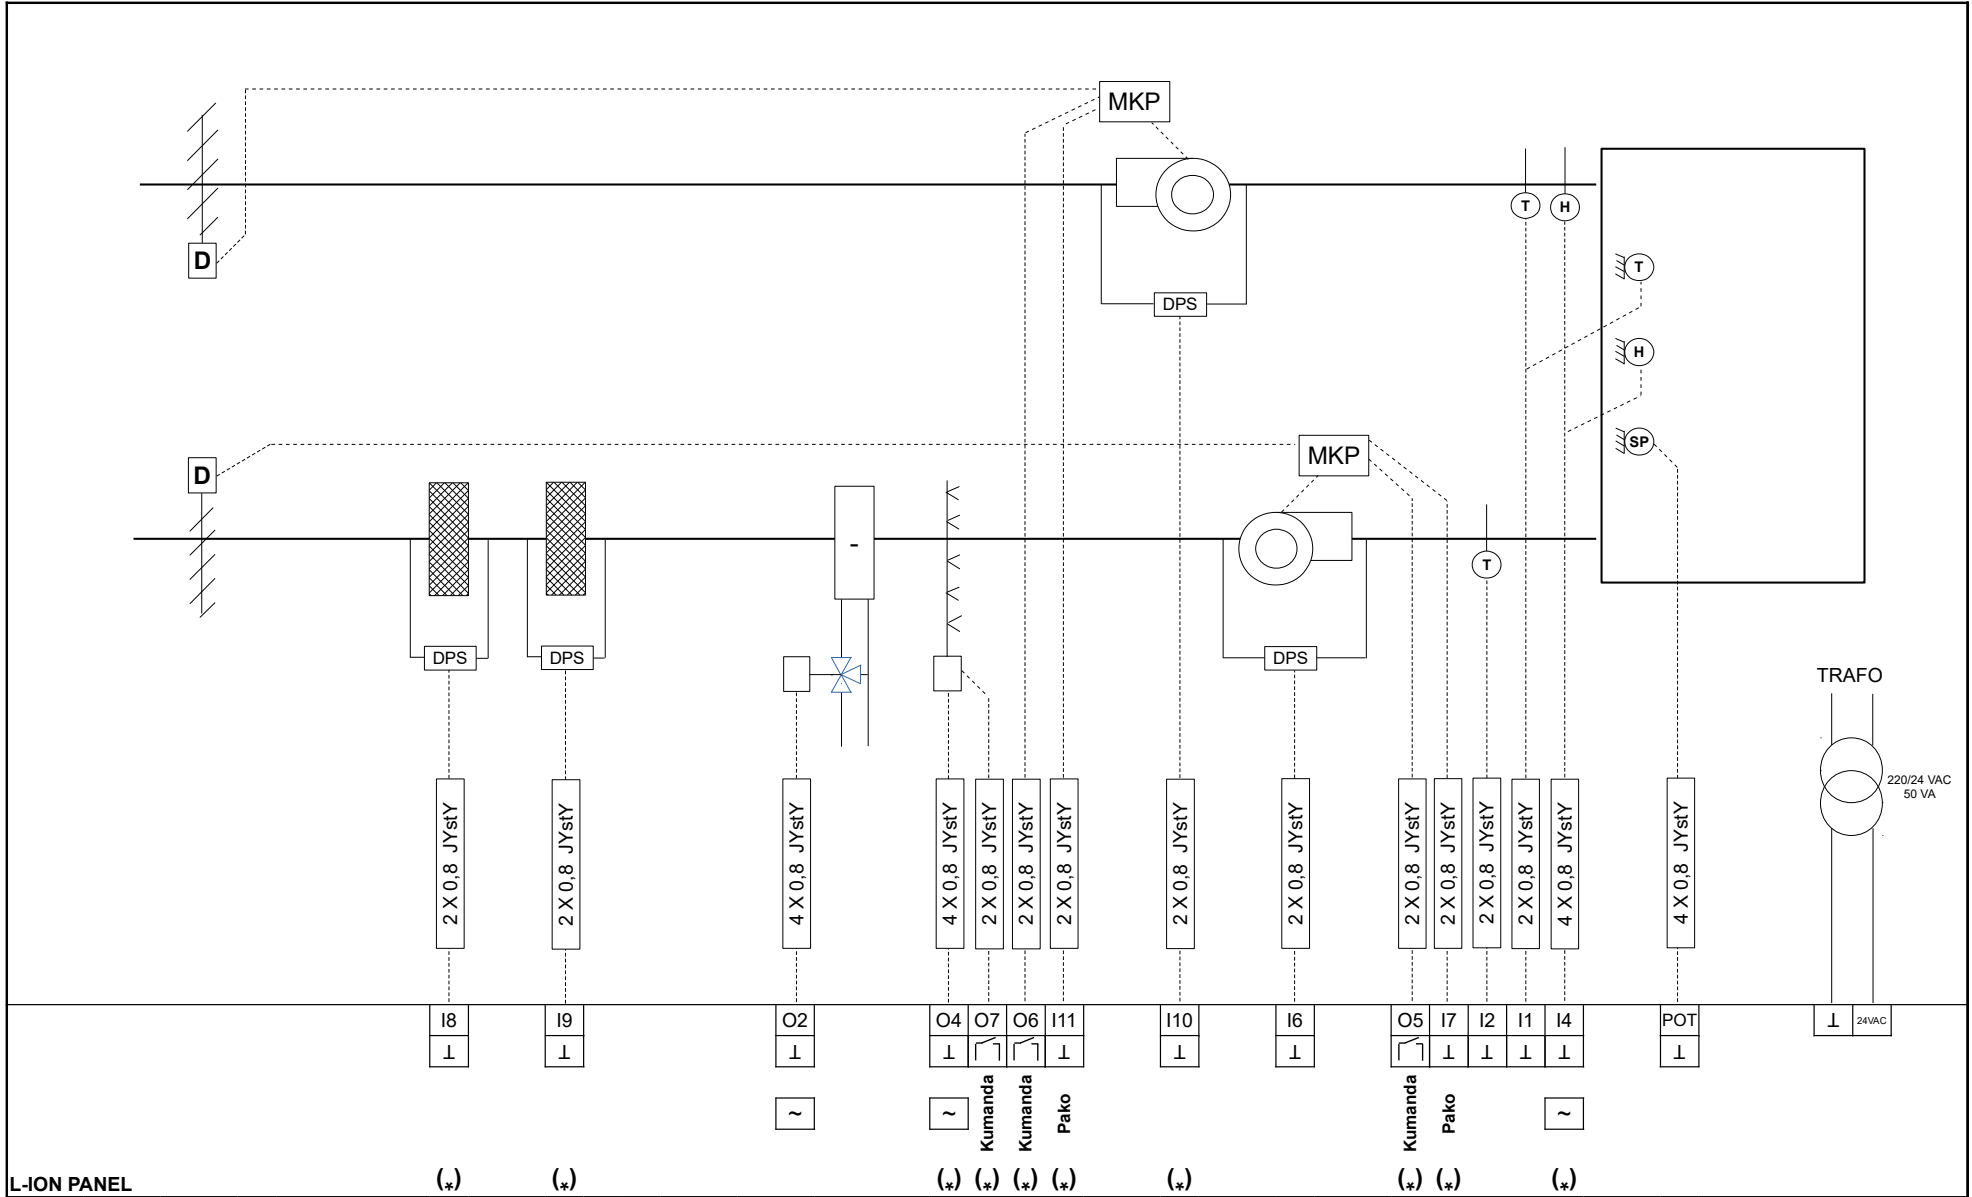 MKP
T H
D
T
DPS
H
MKP
SP
D
-
T
DPS DPS DPS
TRAFO
220/24 VAC
50 VA
2 X 0,8 JYstY
2 X 0,8 JYstY
4 X 0,8 JYstY
4 X 0,8 JYstY
2 X 0,8 JYstY
2 X 0,8 JYstY
2 X 0,8 JYstY
2 X 0,8 JYstY
2 X 0,8 JYstY
2 X 0,8 JYstY
2 X 0,8 JYstY
2 X 0,8 JYstY
2 X 0,8 JYstY
4 X 0,8 JYstY
4 X 0,8 JYstY
I8 I9 O2 O4 O7 O6 I11 I10 I6 O5 I7 I2 I1 I4 POT ⊥ 24VAC
⊥ ⊥ ⊥ ⊥ ⊥ ⊥ ⊥ ⊥ ⊥ ⊥ ⊥ ⊥
~ ~ Kumanda Kumanda Pako Kumanda Pako ~
L-ION PANEL (*) (*) (*) (*) (*) (*) (*) (*) (*) (*)